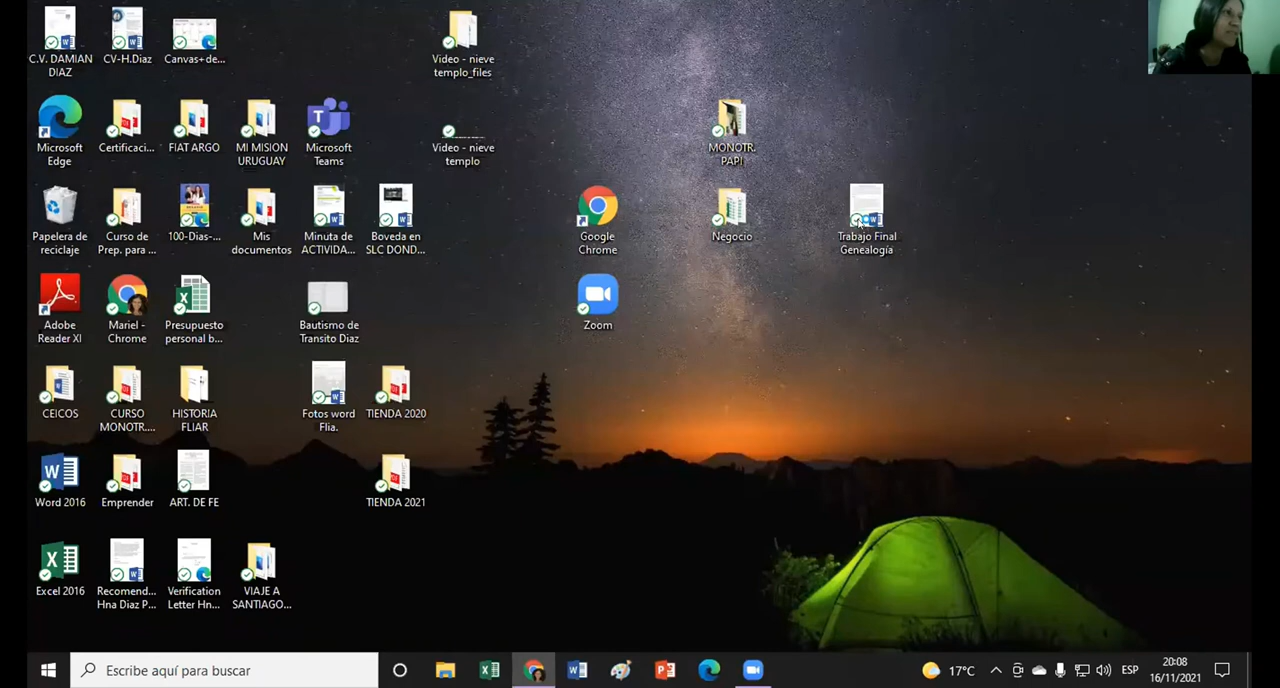 C.V. DAMIAN
DIAZ
CV-H.Diaz
Canvas+de...
Video - nieve
templo_files
Microsoft
Edge
Certificaci...
FIAT ARGO
MI MISION
URUGUAY
Microsoft
Teams
Video - nieve
templo
MONOTR.
PAPI
Papelera de
reciclaje
Curso de
Prep. para ...
100-Dias-...
Mis
documentos
Minuta de
ACTIVIDA...
Boveda en
SLC DOND...
Google
Chrome
Negocio
Trabajo Final
Genealogía
Adobe
Reader XI
Mariel -
Chrome
Presupuesto
personal b...
Bautismo de
Transito Diaz
Zoom
CEICOS
CURSO
MONOTR....
HISTORIA
FLIAR
Fotos word
Flia.
TIENDA 2020
Word 2016
Emprender
ART. DE FE
TIENDA 2021
Excel 2016
Recomend...
Hna Diaz P...
Verification
Letter Hn...
VIAJE A
SANTIAGO...
Escribe aquí para buscar
17°C
ESP
20:08
16/11/2021